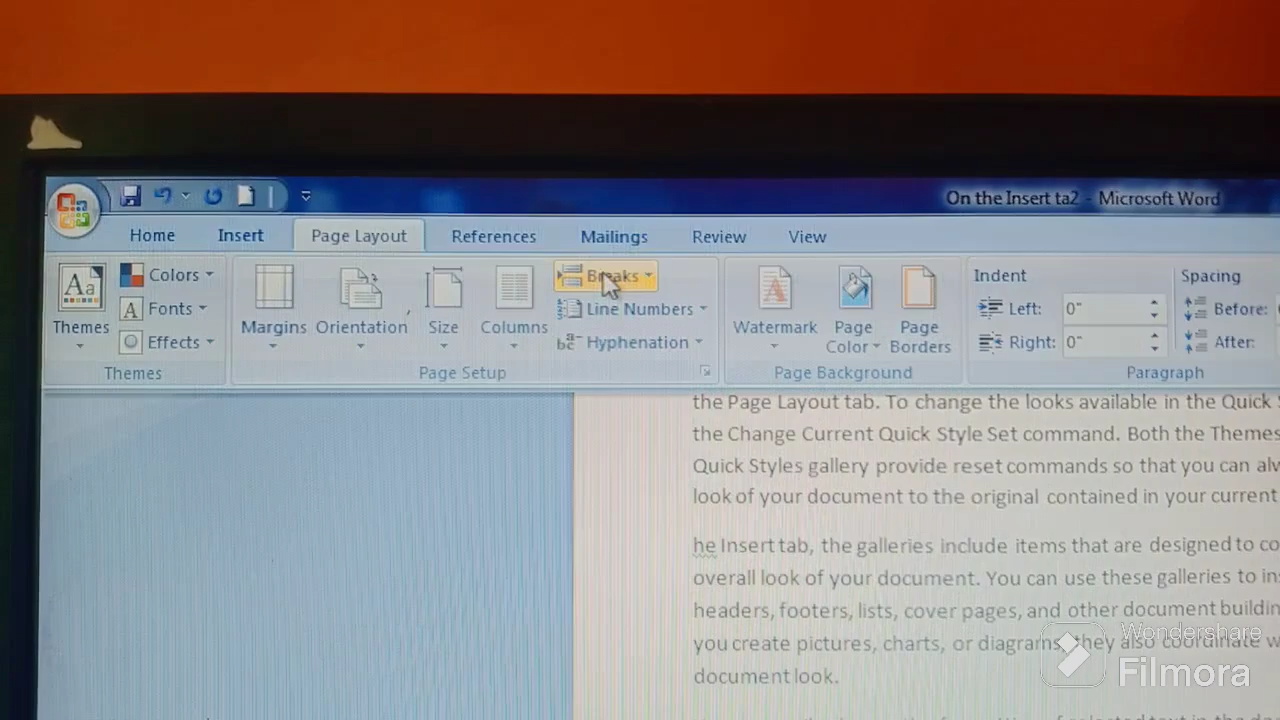 On the Insert ta2 - Microsoft Word
Home Insert Page Layout References Mailings Review View
Aa Themes
Colors
A Fonts
Effects
Themes
Margins Orientation Size Columns
Breaks
Line Numbers
Hyphenation
Page Setup
Watermark Page Color Page Borders
Page Background
Indent Spacing
Left: 0" Before:
Right: 0" After:
Paragraph
the Page Layout tab. To change the looks available in the Quick
the Change Current Quick Style Set command. Both the Themes
Quick Styles gallery provide reset commands so that you can
look of your document to the original contained in your current
he Insert tab, the galleries include items that are designed to
overall look of your document. You can use these galleries to
headers, footers, lists, cover pages, and other document
you create pictures, charts, or diagrams, they also coordinate
document look.
Wondershare
Filmora